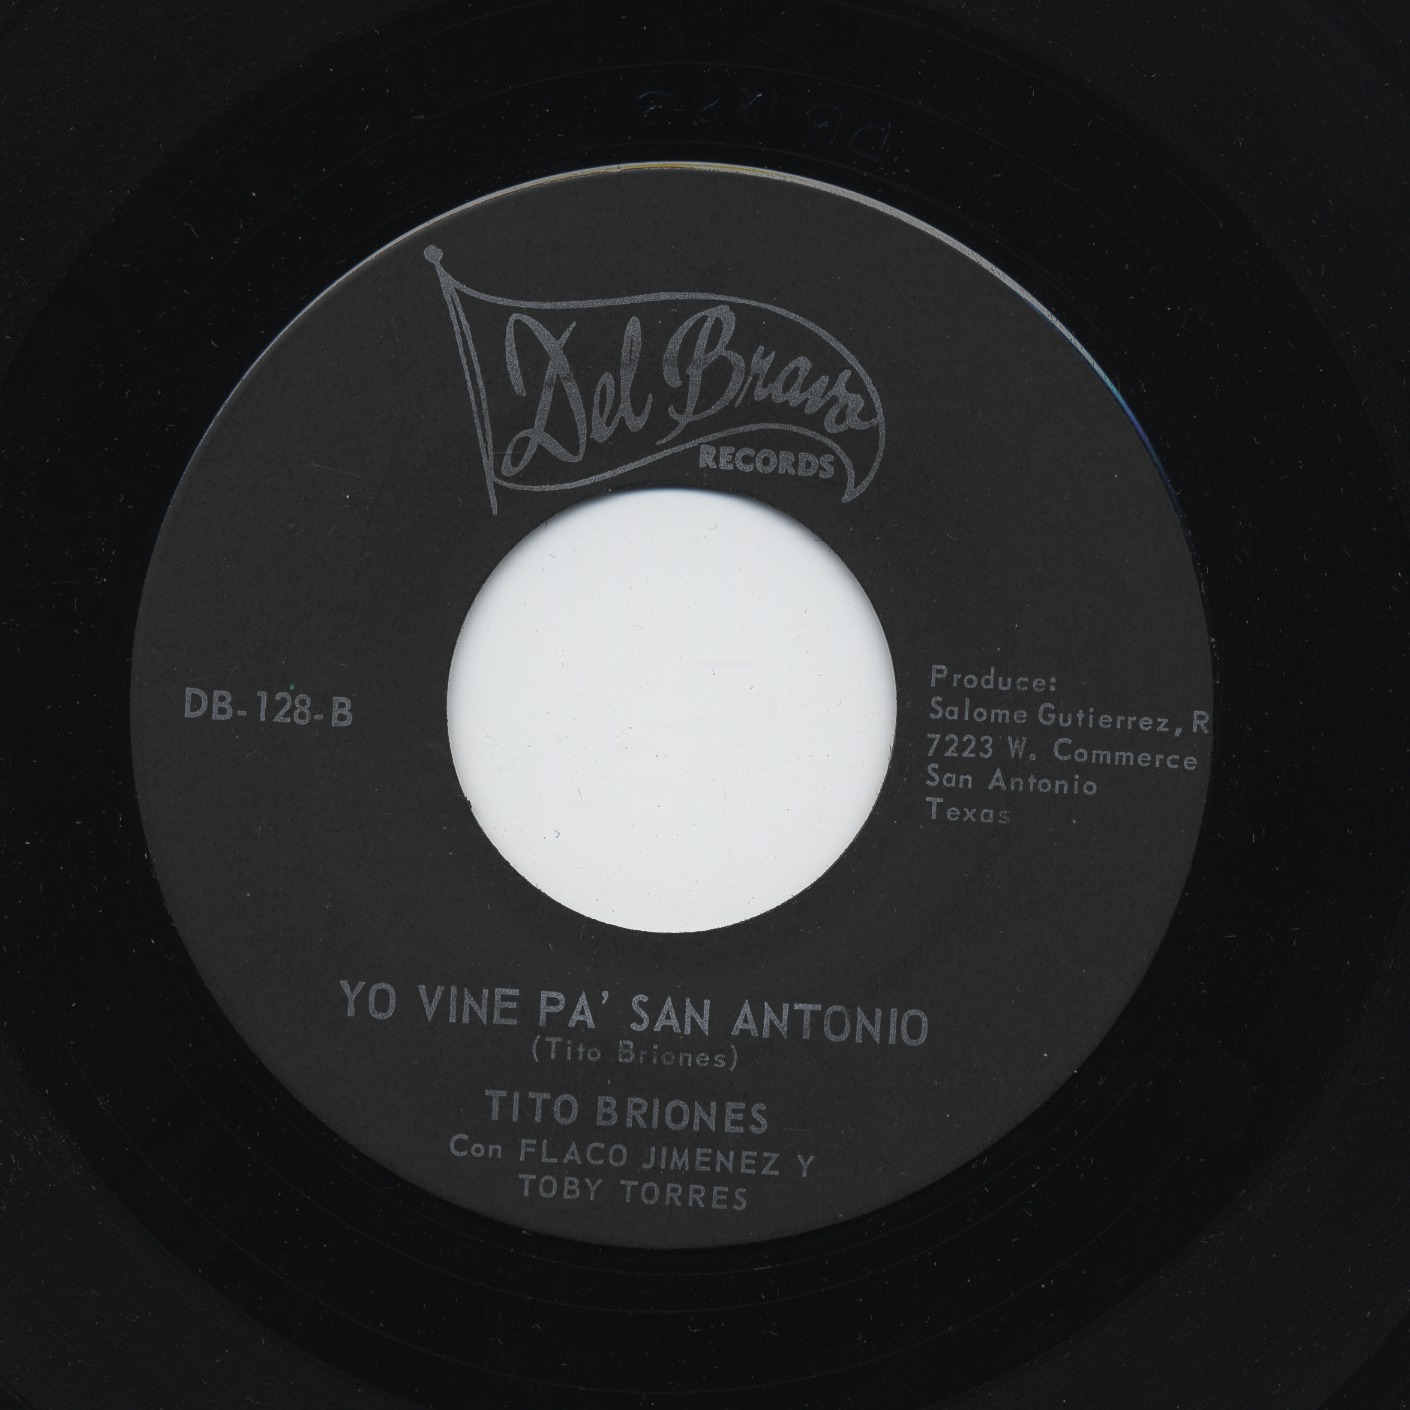 Del Bravo
RECORDS
DB-128-B
Produce:
Salome Gutierrez, R
7223 W. Commerce
San Antonio
Texas
YO VINE PA' SAN ANTONIO
(Tito Briones)
TITO BRIONES
Con FLACO JIMENEZ Y
TOBY TORRES